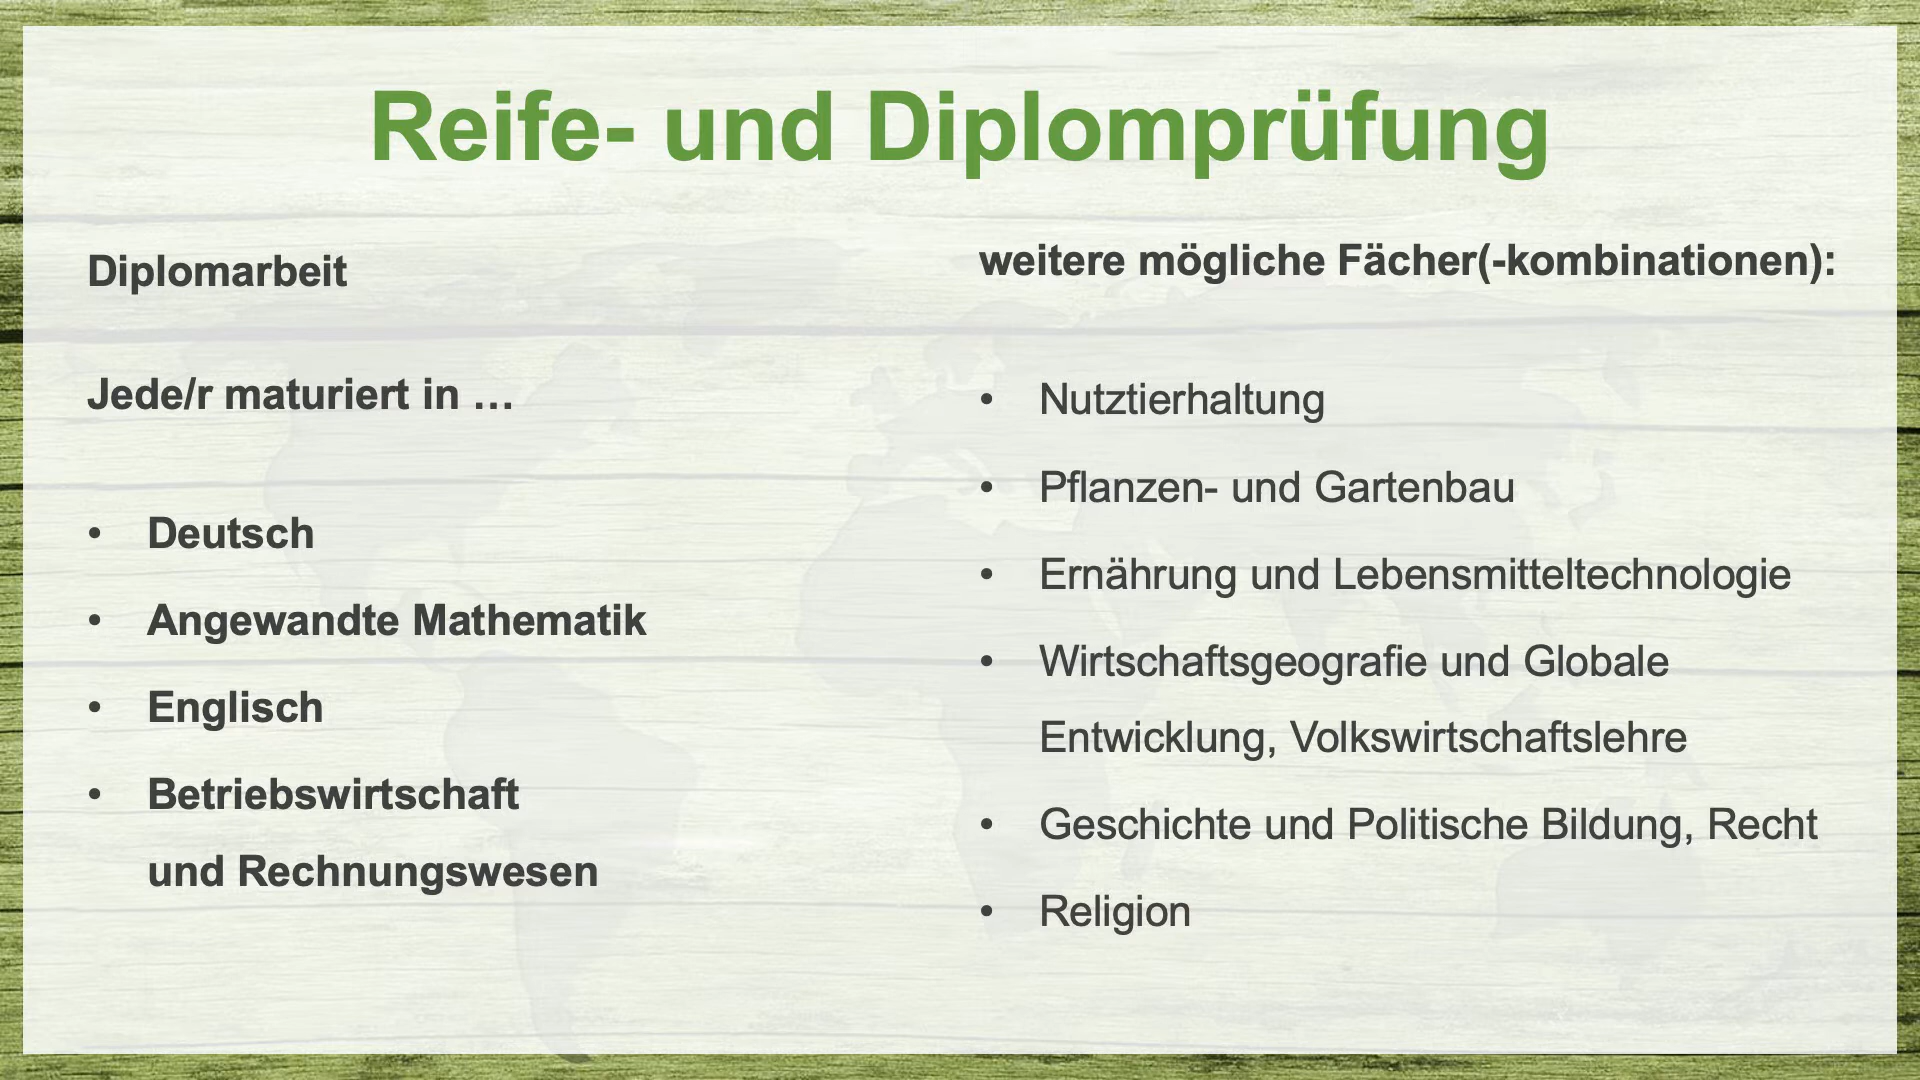 Reife- und Diplomprüfung
Diplomarbeit
Jede/r maturiert in …
• Deutsch
• Angewandte Mathematik
• Englisch
• Betriebswirtschaft
und Rechnungswesen
weitere mögliche Fächer(-kombinationen):
• Nutztierhaltung
• Pflanzen- und Gartenbau
• Ernährung und Lebensmitteltechnologie
• Wirtschaftsgeografie und Globale
Entwicklung, Volkswirtschaftslehre
• Geschichte und Politische Bildung, Recht
• Religion